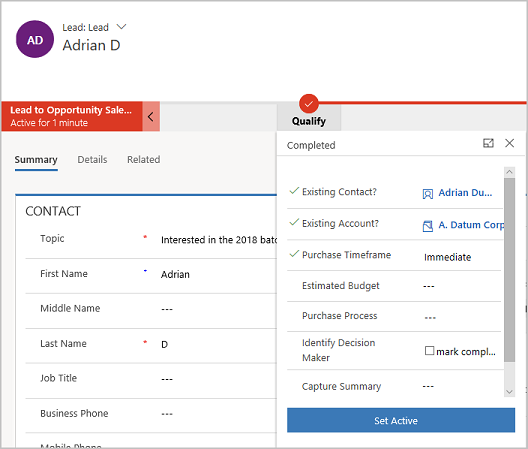 AD
Lead: Lead
Adrian D
Lead to Opportunity Sale...
Active for 1 minute
Qualify
Summary
Details
Related
CONTACT
Topic * Interested in the 2018 bat
First Name * Adrian
Middle Name ---
Last Name * D
Job Title ---
Business Phone ---
Mobile Phone
Completed
Existing Contact? Adrian Du...
Existing Account? A. Datum Corp
Purchase Timeframe Immediate
Estimated Budget ---
Purchase Process ---
Identify Decision
Maker
mark compl...
Capture Summary ---
Set Active